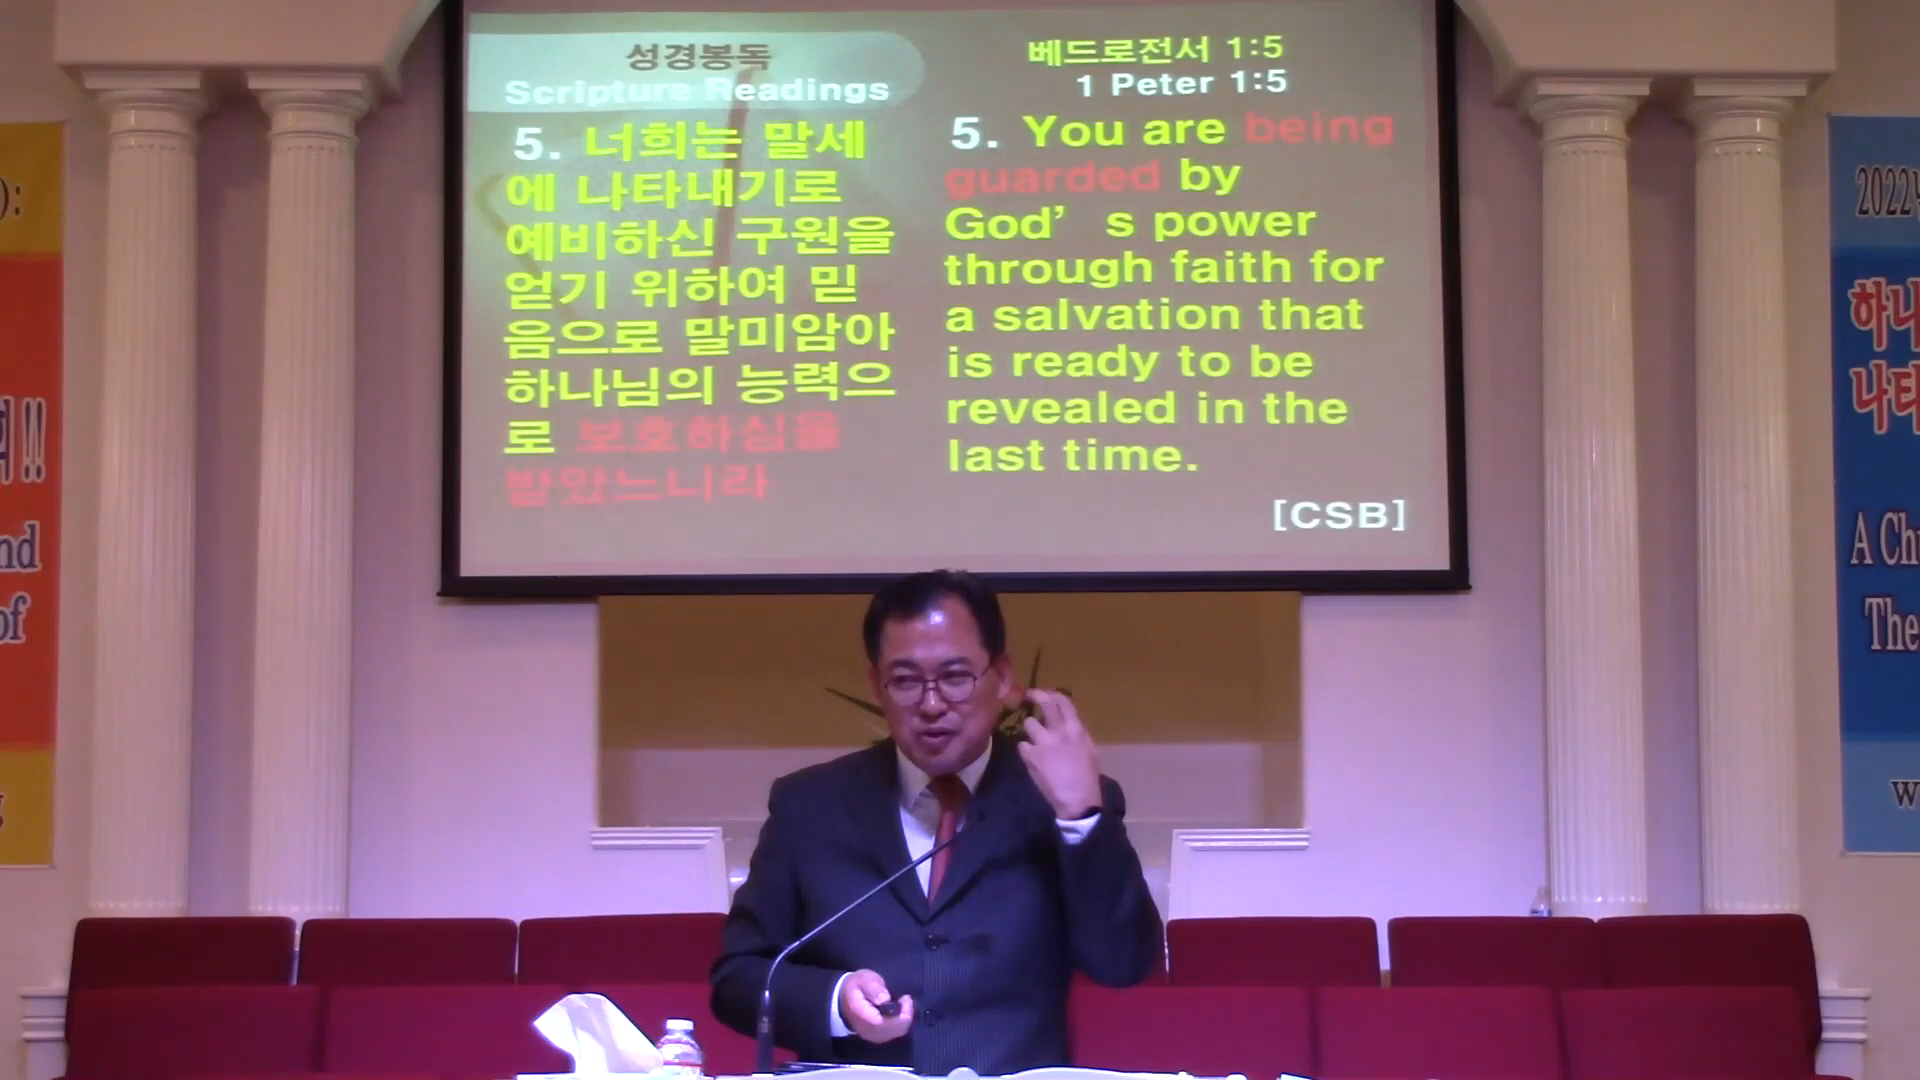 성경봉독
Scripture Readings
5. 너희는 말세
에 나타내기로
예비하신 구원을
얻기 위하여 믿
음으로 말미암아
하나님의 능력으
로 보호하심을
받았느니라
베드로전서 1:5
1 Peter 1:5
5. You are being
guarded by
God’s power
through faith for
a salvation that
is ready to be
revealed in the
last time.
[CSB]
):
!!
nd
of
2022
하나
나타
A Ch
The
w